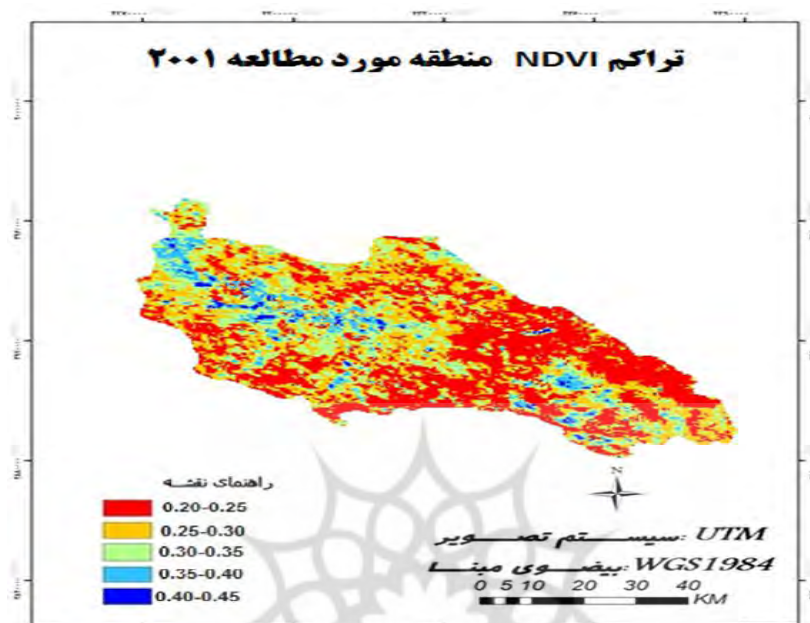 تراکم NDVI منطقه مورد مطالعه ۲۰۰۱
راهنمای نقشه
0.20-0.25
0.25-0.30
0.30-0.35
0.35-0.40
0.40-0.45
N
سیستم تصویر: UTM
بیضوی مبنا: WGS1984
0 5 10 20 30 40
KM